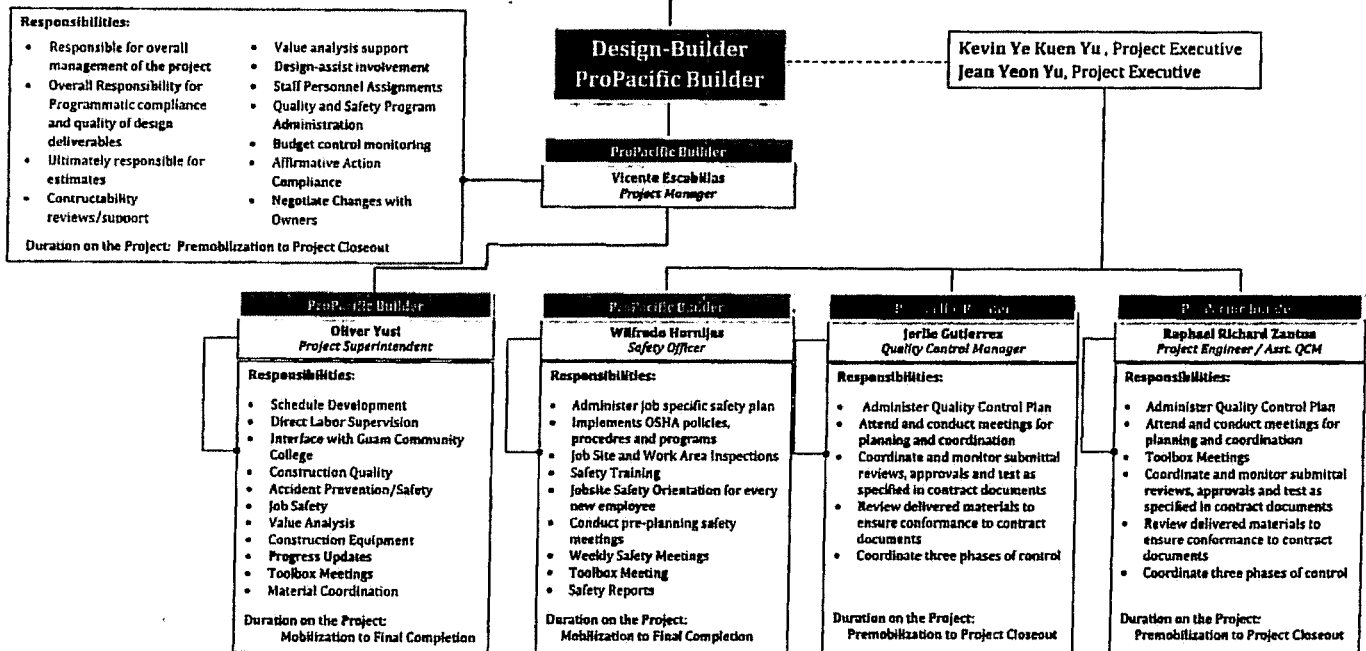 Responsibilities:
• Responsible for overall
management of the project
• Overall Responsibility for
Programmatic compliance
and quality of design
deliverables
• Ultimately responsible for
estimates
• Contructability
reviews/support
• Value analysis support
• Design-assist involvement
• Staff Personnel Assignments
• Quality and Safety Program
Administration
• Budget control monitoring
• Affirmative Action
Compliance
• Negotiate Changes with
Owners
Duration on the Project: Premobilization to Project Closeout
Design-Builder
ProPacific Builder
Kevin Ye Kuen Yu, Project Executive
Jean Yeon Yu, Project Executive
ProPacific Builder
Vicente Escabillas
Project Manager
ProPacific Builder
Oliver Yusi
Project Superintendent
Responsibilities:
• Schedule Development
• Direct Labor Supervision
• Interface with Guam Community
College
• Construction Quality
• Accident Prevention/Safety
• Job Safety
• Value Analysis
• Construction Equipment
• Progress Updates
• Toolbox Meetings
• Material Coordination
Duration on the Project:
Mobilization to Final Completion
ProPacific Builder
Wilfredo Hornijas
Safety Officer
Responsibilities:
• Administer job specific safety plan
• Implements OSHA policies,
procedres and programs
• Job Site and Work Area Inspections
• Safety Training
• Jobsite Safety Orientation for every
new employee
• Conduct pre-planning safety
meetings
• Weekly Safety Meetings
• Toolbox Meeting
• Safety Reports
Duration on the Project:
Mobilization to Final Completion
Jerlie Gutierrez
Quality Control Manager
Responsibilities:
• Administer Quality Control Plan
• Attend and conduct meetings for
planning and coordination
• Coordinate and monitor submittal
reviews, approvals and test as
specified in contract documents
• Review delivered materials to
ensure conformance to contract
documents
• Coordinate three phases of control
Duration on the Project:
Premobilization to Project Closeout
Raphael Richard Zantua
Project Engineer / Asst. QCM
Responsibilities:
• Administer Quality Control Plan
• Attend and conduct meetings for
planning and coordination
• Toolbox Meetings
• Coordinate and monitor submittal
reviews, approvals and test as
specified in contract documents
• Review delivered materials to
ensure conformance to contract
documents
• Coordinate three phases of control
Duration on the Project:
Premobilization to Project Closeout